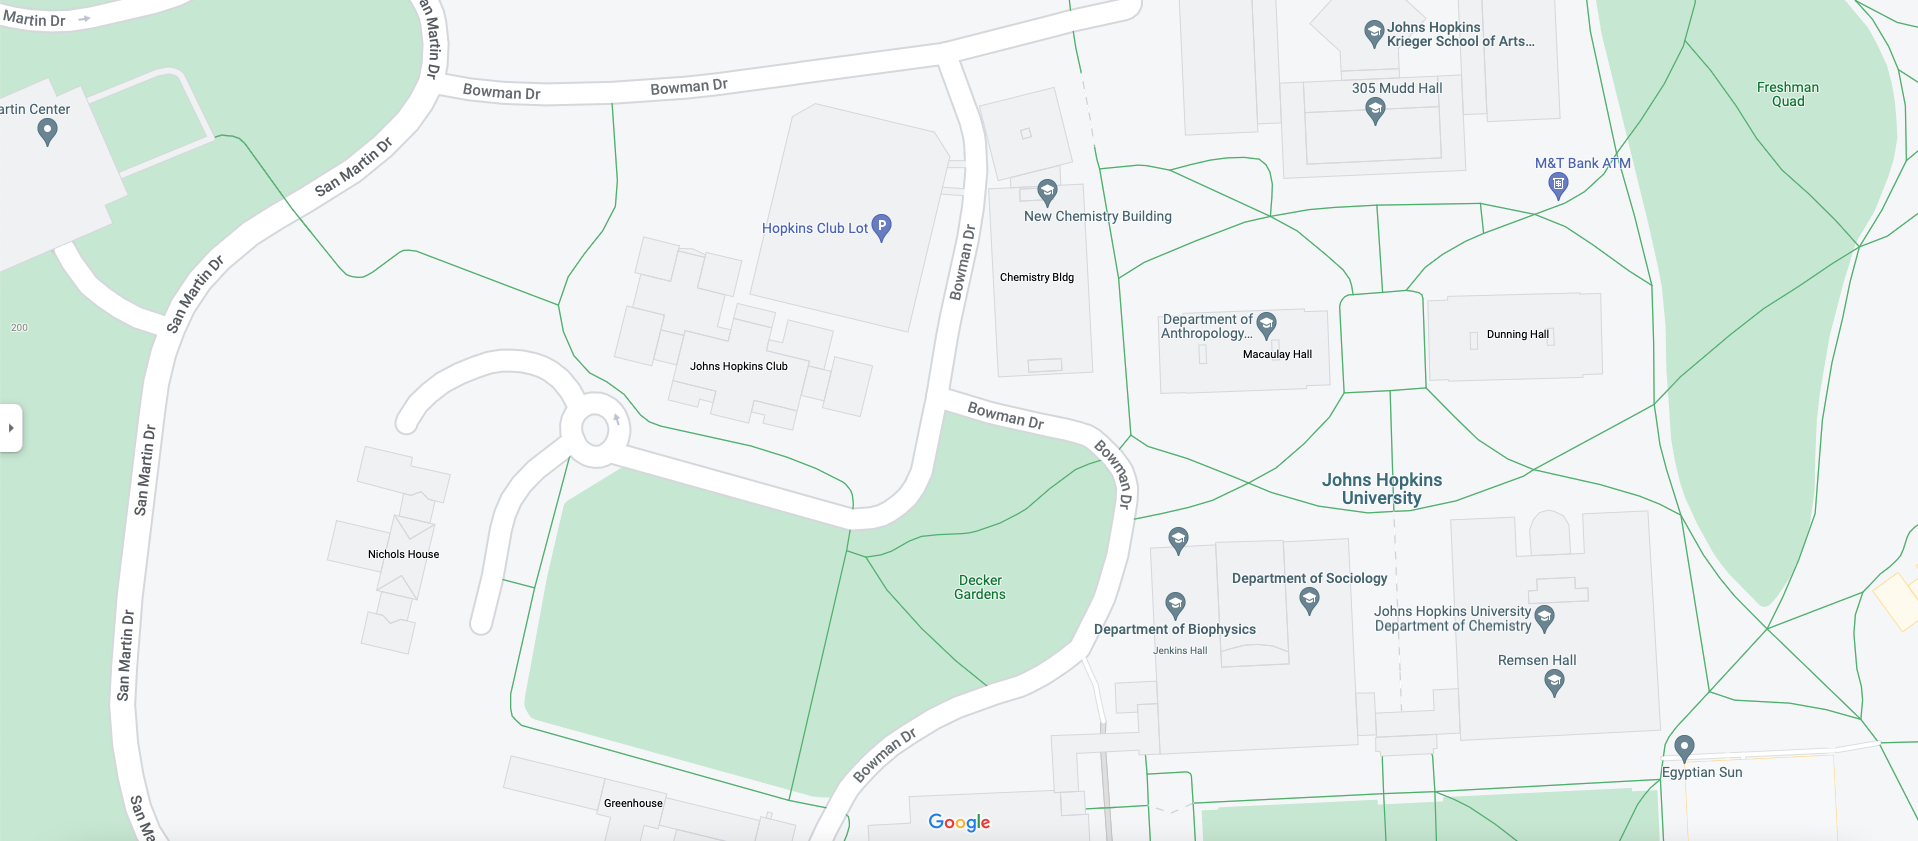 Martin Dr
San Martin Dr
Bowman Dr
Bowman Dr
Johns Hopkins
Krieger School of Arts...
305 Mudd Hall
Freshman
Quad
artin Center
San Martin Dr
M&T Bank ATM
New Chemistry Building
Hopkins Club Lot
P
Bowman Dr
Chemistry Bldg
San Martin Dr
200
Department of
Anthropology...
Macaulay Hall
Dunning Hall
Johns Hopkins Club
Bowman Dr
San Martin Dr
Bowman Dr
Johns Hopkins
University
Nichols House
Decker
Gardens
Department of Sociology
Johns Hopkins University
Department of Chemistry
Department of Biophysics
Jenkins Hall
San Martin Dr
Remsen Hall
Bowman Dr
Egyptian Sun
Greenhouse
San Ma
Google